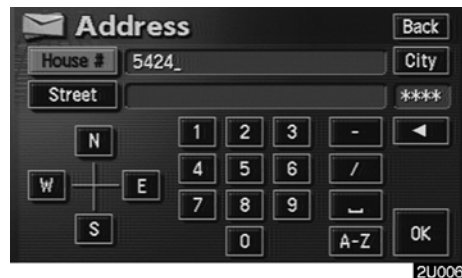 Address Back
House # 5424_ City
Street ****
N 1 2 3 -
W E 4 5 6 /
7 8 9
S 0 A-Z OK
2U006